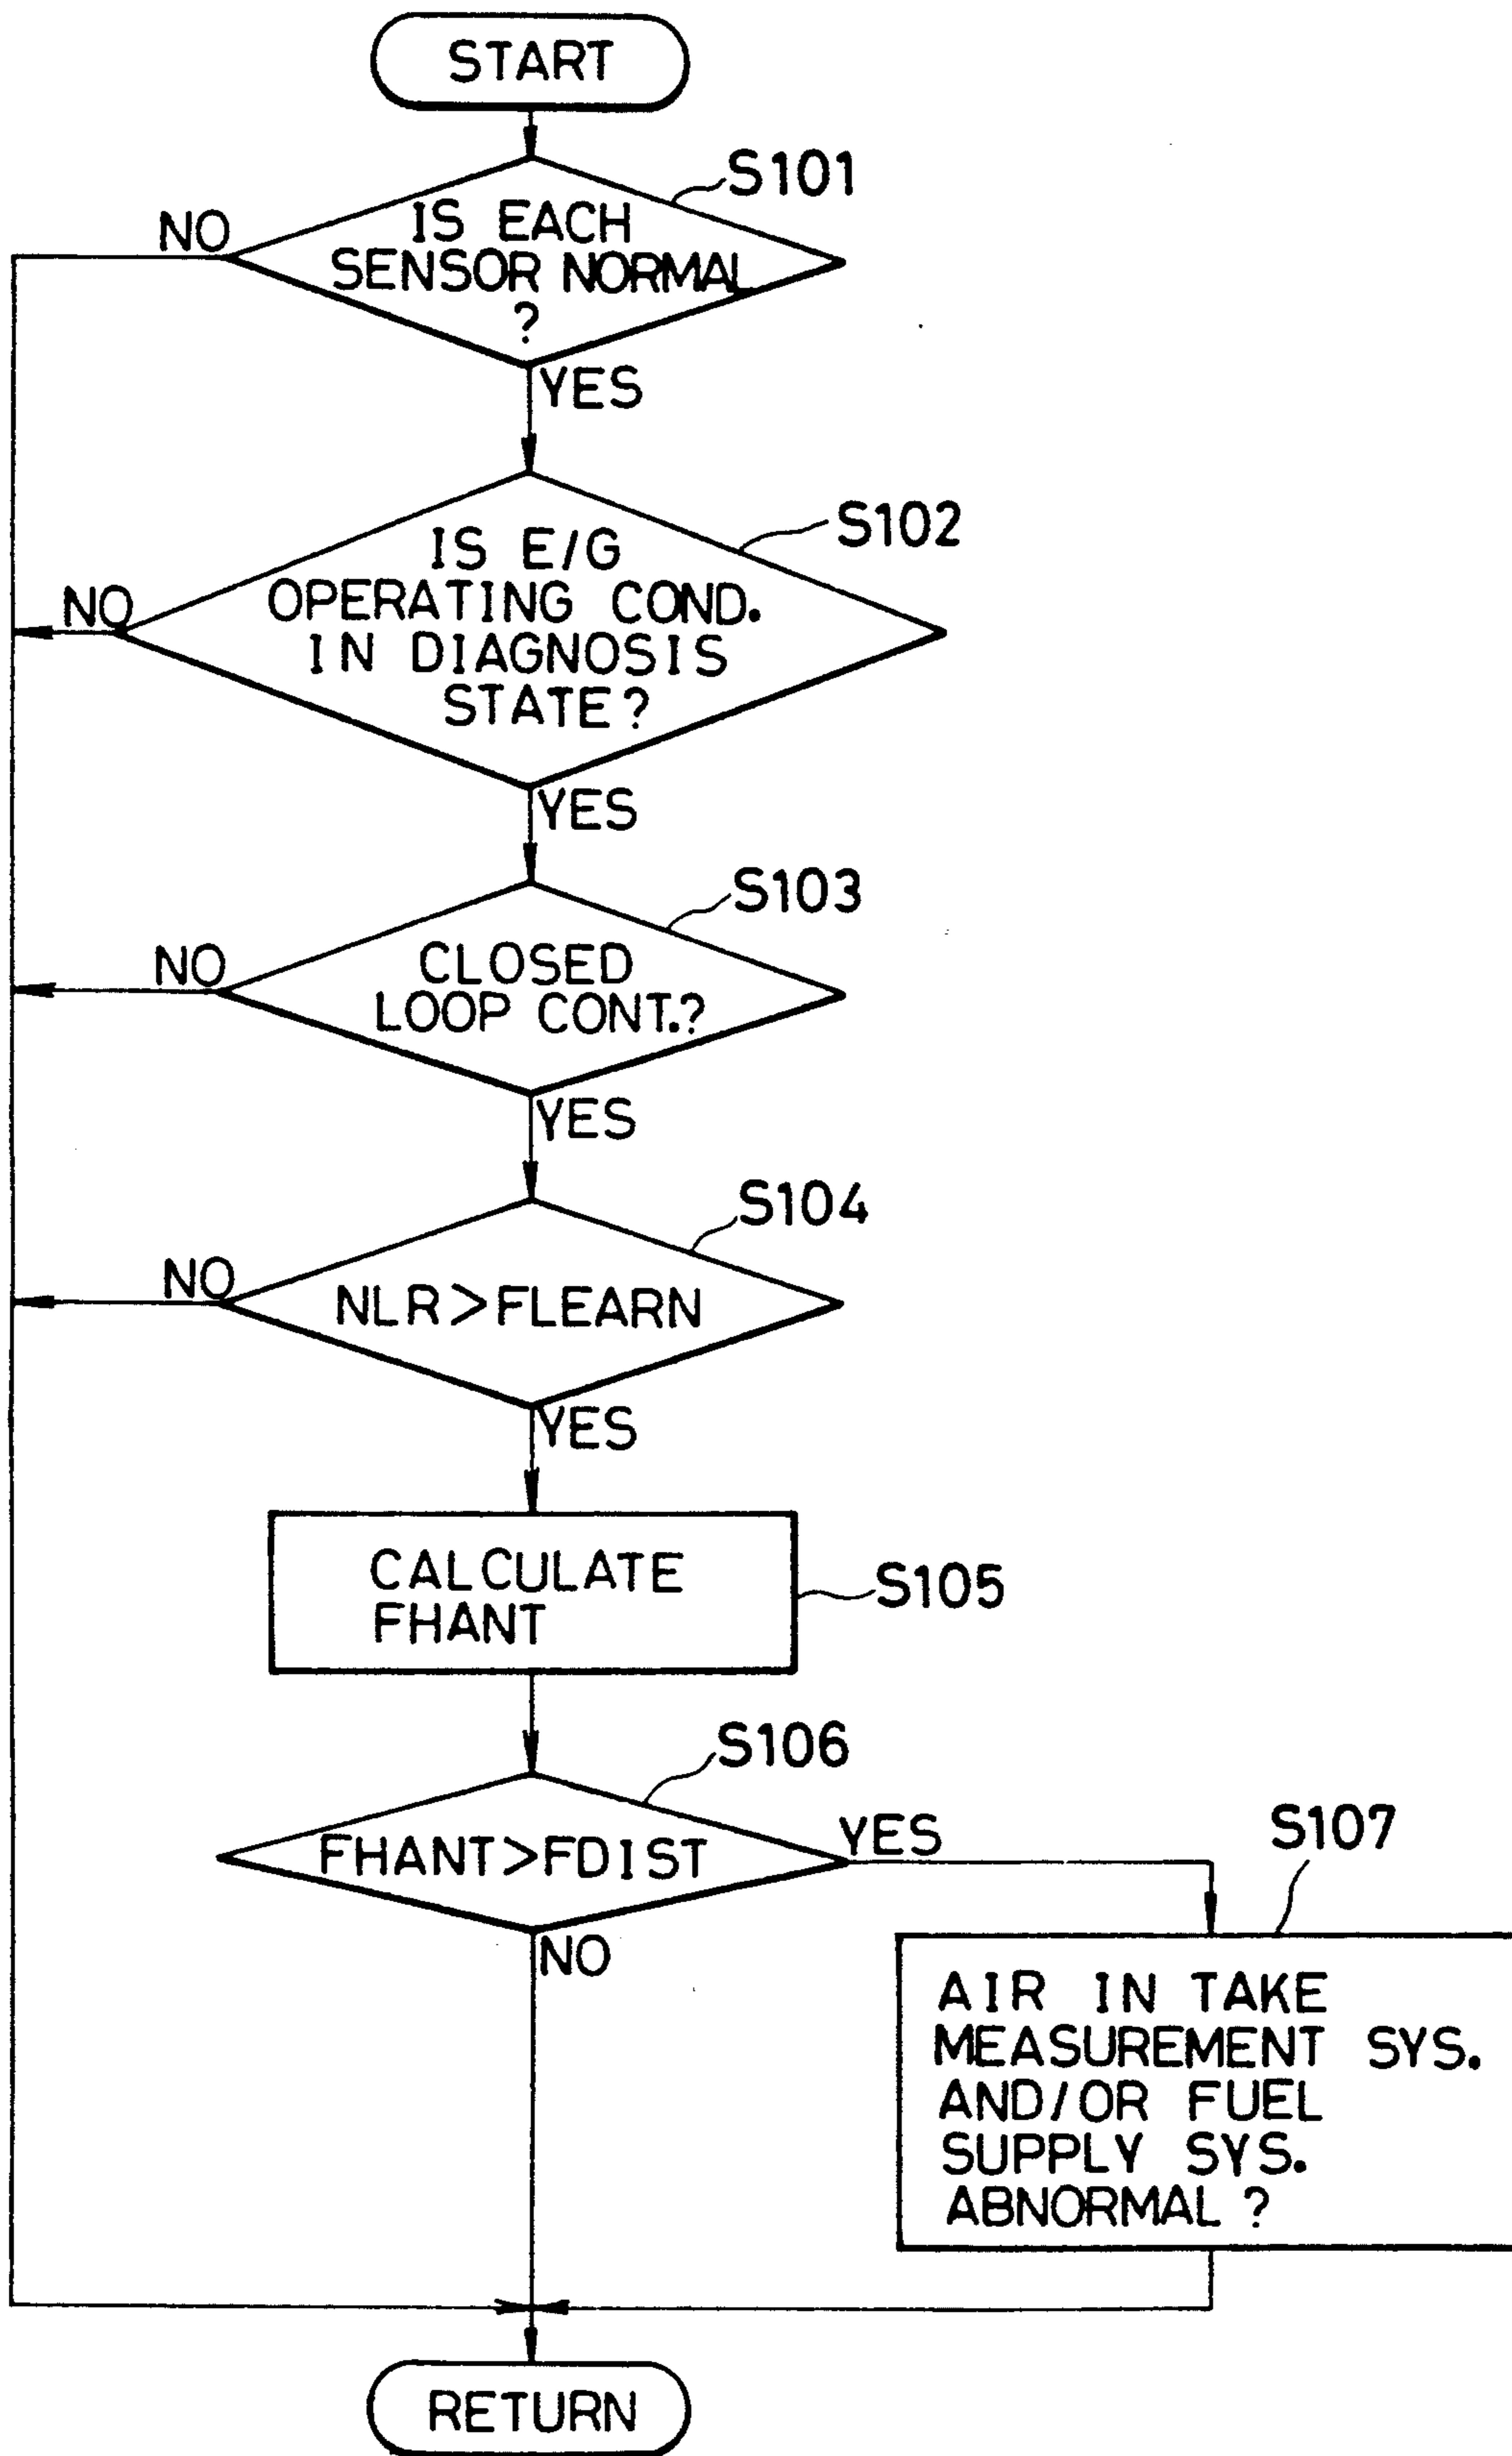 START
S101
NO
IS EACH
SENSOR NORMAL
?
YES
S102
IS E/G
NO
OPERATING COND.
IN DIAGNOSIS
STATE?
YES
S103
NO
CLOSED
LOOP CONT.?
YES
S104
NO
NLR>FLEARN
YES
CALCULATE
FHANT
S105
S106
FHANT>FDIST
YES
S107
NO
AIR IN TAKE
MEASUREMENT SYS.
AND/OR FUEL
SUPPLY SYS.
ABNORMAL?
RETURN